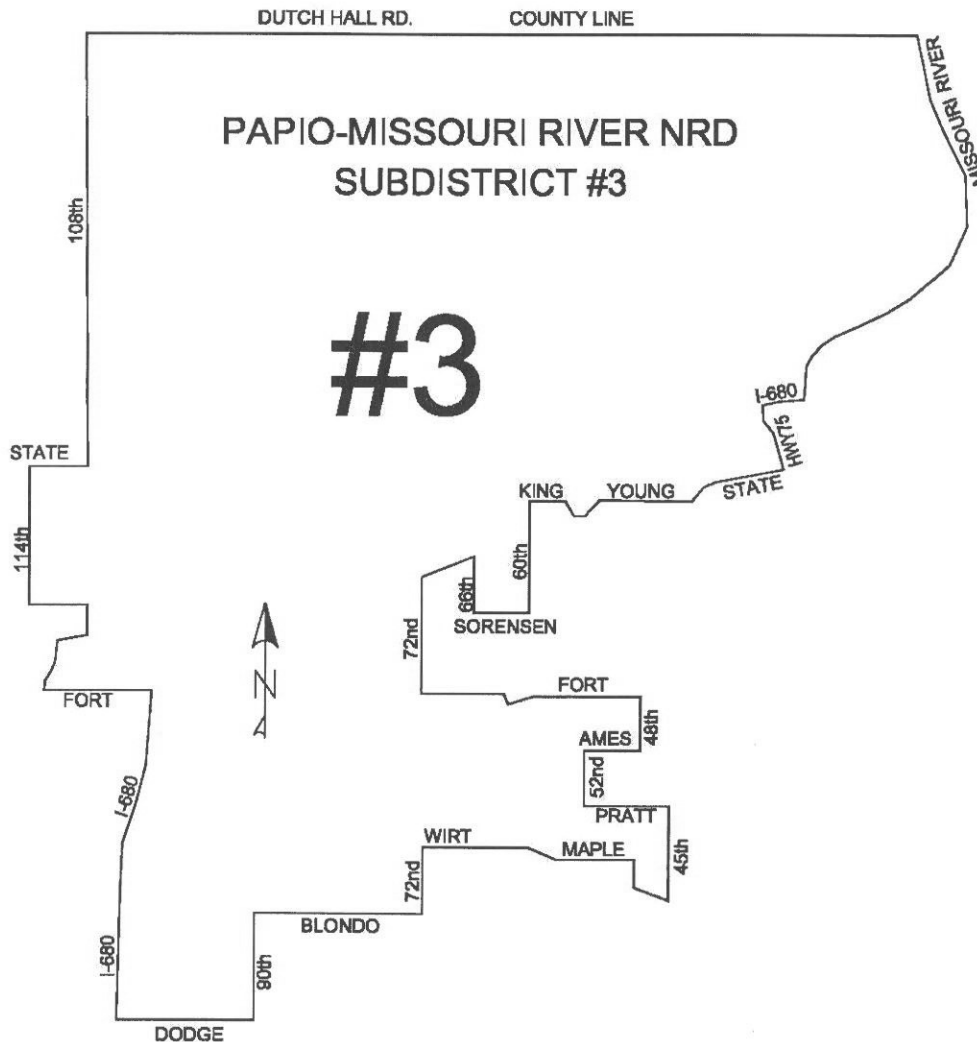 DUTCH HALL RD. COUNTY LINE
MISSOURI RIVER
PAPIO-MISSOURI RIVER NRD
SUBDISTRICT #3
108th
#3
I-680
HWY75
STATE
STATE
KING YOUNG
114th
60th
66th
SORENSEN
72nd
N
FORT
FORT
48th
AMES
52nd
I-680
PRATT
45th
WIRT
MAPLE
72nd
BLONDO
I-680
90th
DODGE